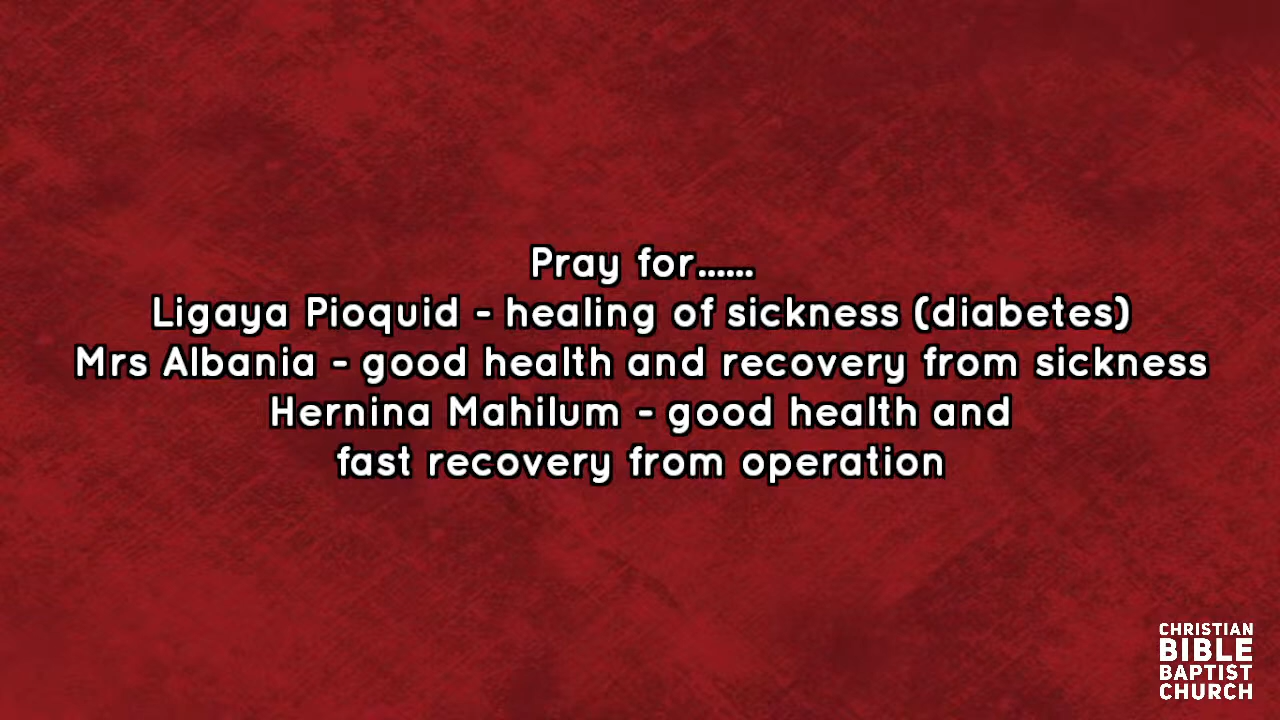 Pray for......
Ligaya Pioquid - healing of sickness (diabetes)
Mrs Albania - good health and recovery from sickness
Hernina Mahilum - good health and
fast recovery from operation
CHRISTIAN
BIBLE
BAPTIST
CHURCH